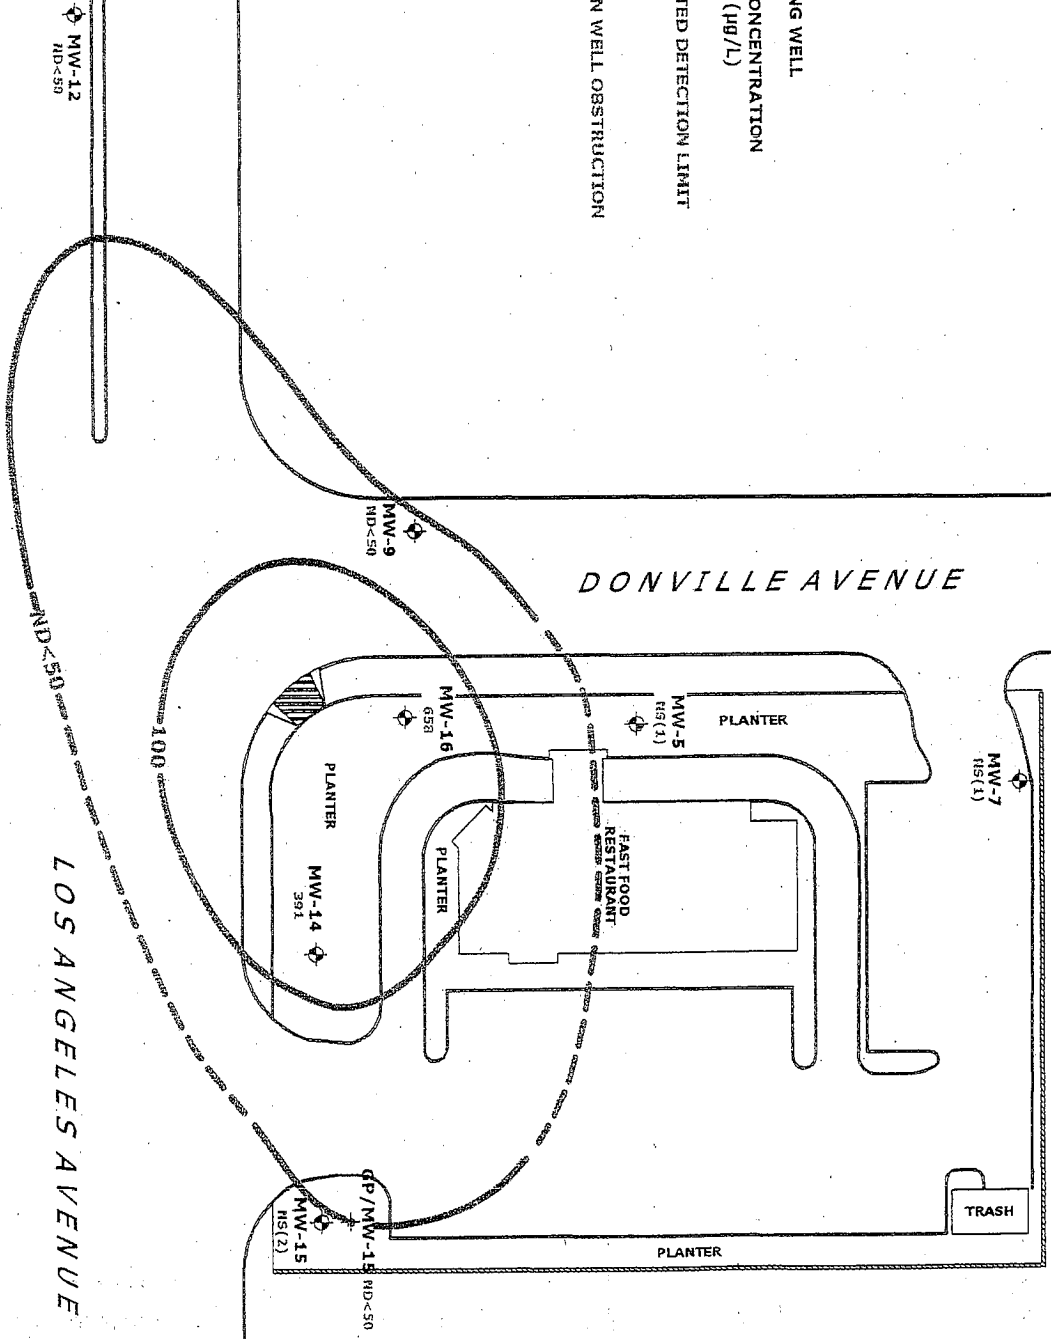 NG WELL
ONCENTRATION
(µg/L)
TED DETECTION LIMIT
N WELL OBSTRUCTION
MW-12
ND<50
MW-9
ND<50
DONVILLE AVENUE
MW-16
658
MW-5
NS(1)
PLANTER
MW-7
NS(1)
ND<50
100
PLANTER
PLANTER
FAST FOOD
RESTAURANT
MW-14
391
LOS ANGELES AVENUE
GP/MW-15 ND<50
MW-15
NS(2)
TRASH
PLANTER